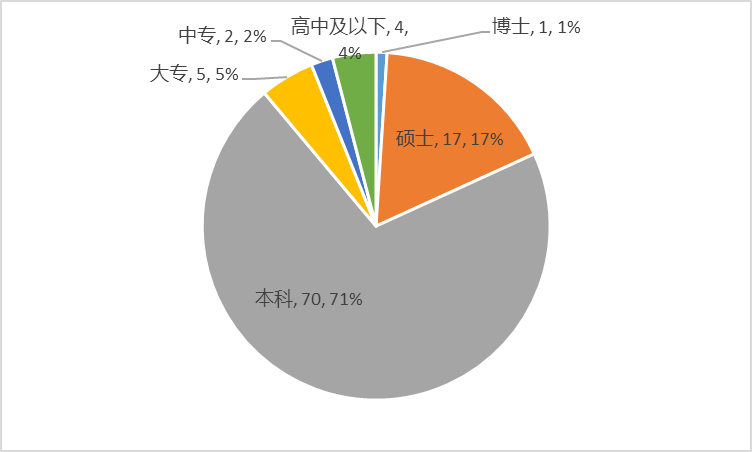 高中及以下, 4,
4%
博士, 1, 1%
中专, 2, 2%
大专, 5, 5%
硕士, 17, 17%
本科, 70, 71%